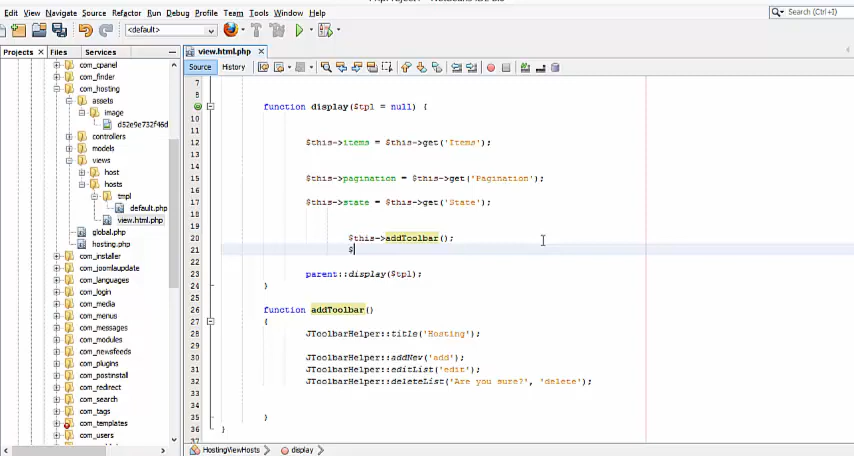 Edit View Navigate Source Refactor Run Debug Profile Team Tools Window Help
Search (Ctrl+I)
<default>
Projects Files Services
view.html.php
Source History
com_cpanel
com_finder
com_hosting
assets
image
d52e9e732f46d
controllers
models
views
host
hosts
tmpl
default.php
view.html.php
global.php
hosting.php
com_installer
com_joomlaupdate
com_languages
com_login
com_media
com_menus
com_messages
com_modules
com_newsfeeds
com_plugins
com_postinstall
com_redirect
com_search
com_tags
com_templates
com_users
7
8
function display($tpl = null) {
10
11
12 $this->items = $this->get('Items');
13
14
15 $this->pagination = $this->get('Pagination');
16
17 $this->state = $this->get('State');
18
19
20 $this->addToolbar();
21 $
22
23 parent::display($tpl);
24 }
25
26 function addToolbar()
27 {
28 JToolbarHelper::title('Hosting');
29
30 JToolbarHelper::addNew('add');
31 JToolbarHelper::editList('edit');
32 JToolbarHelper::deleteList('Are you sure?', 'delete');
33
34
35 }
36 }
37
HostingViewHosts display